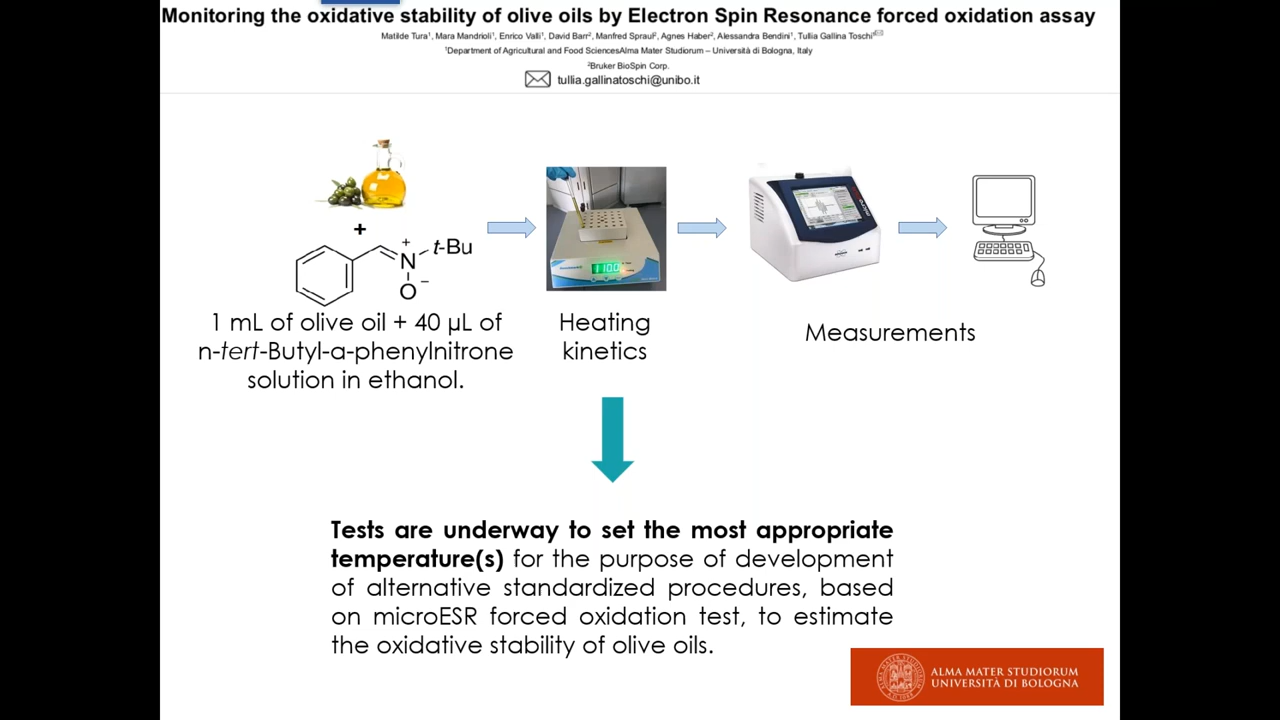 Monitoring the oxidative stability of olive oils by Electron Spin Resonance forced oxidation assay
Matilde Tura¹, Mara Mandrioli¹, Enrico Valli¹, David Barr², Manfred Spraul², Agnes Haber², Alessandra Bendini¹, Tullia Gallina Toschi¹
¹Department of Agricultural and Food SciencesAlma Mater Studiorum – Università di Bologna, Italy
²Bruker BioSpin Corp.
tullia.gallinatoschi@unibo.it
+
+
N
t-Bu
O
−
110.0
1 mL of olive oil + 40 µL of
n-tert-Butyl-a-phenylnitrone
solution in ethanol.
Heating
kinetics
Measurements
Tests are underway to set the most appropriate
temperature(s) for the purpose of development
of alternative standardized procedures, based
on microESR forced oxidation test, to estimate
the oxidative stability of olive oils.
ALMA MATER STUDIORUM
UNIVERSITÀ DI BOLOGNA